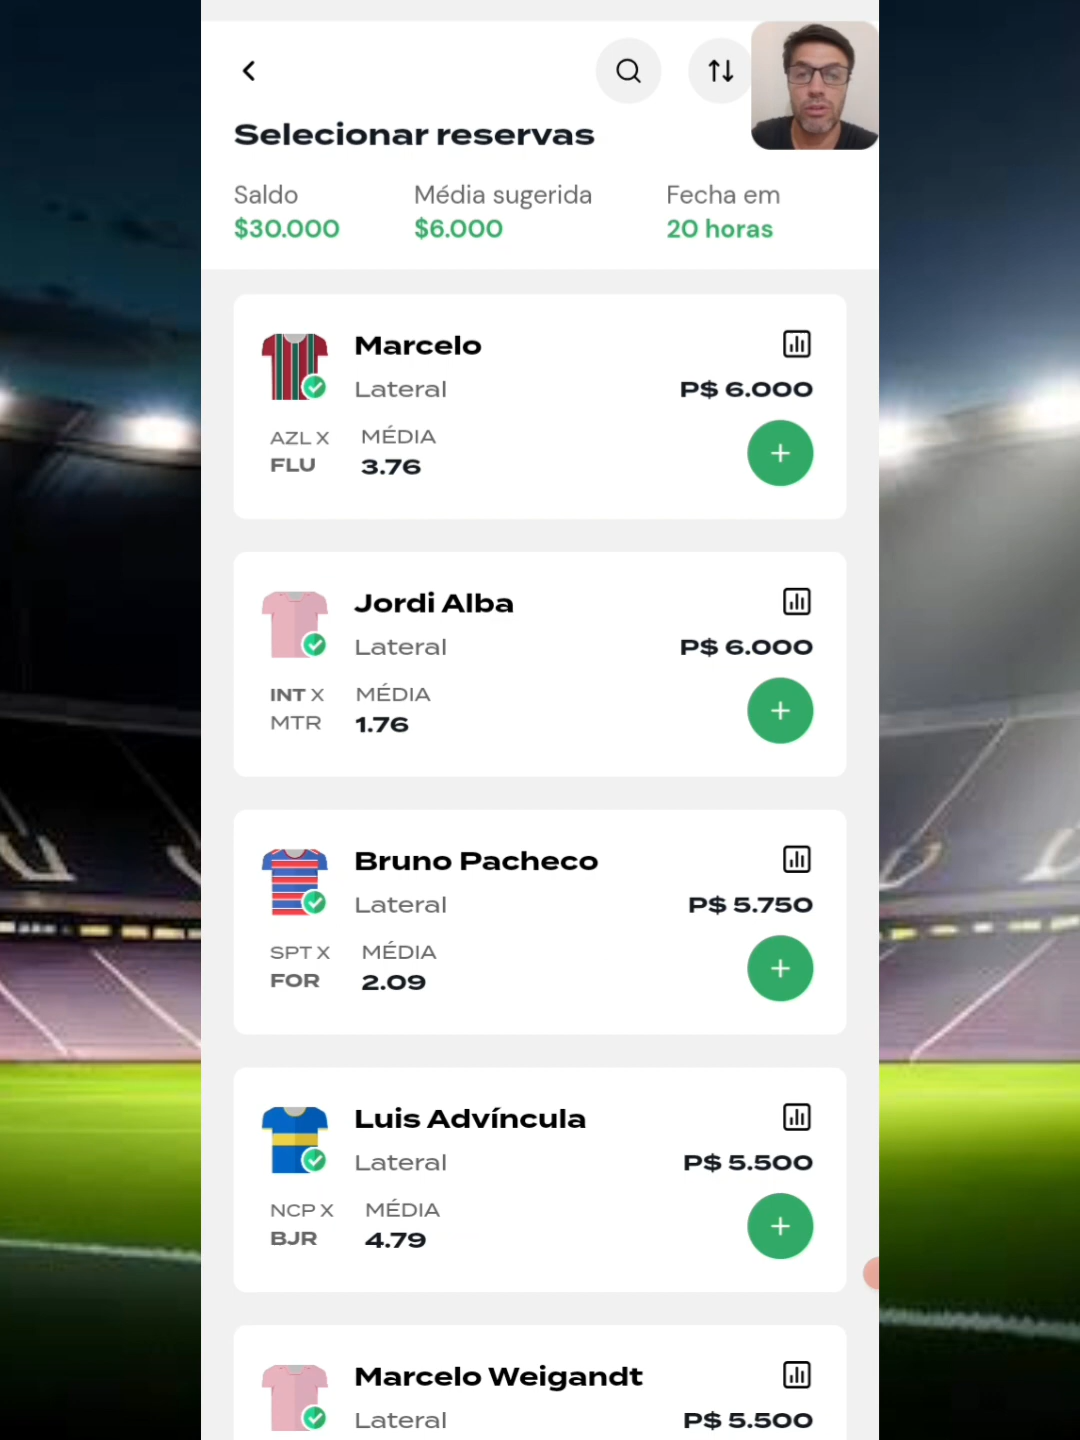 Selecionar reservas
Saldo
Média sugerida
Fecha em
$30.000
$6.000
20 horas
Marcelo
Lateral
P$ 6.000
AZL X
FLU
MÉDIA
3.76
Jordi Alba
Lateral
P$ 6.000
INT X
MTR
MÉDIA
1.76
Bruno Pacheco
Lateral
P$ 5.750
SPT X
FOR
MÉDIA
2.09
Luis Advíncula
Lateral
P$ 5.500
NCP X
BJR
MÉDIA
4.79
Marcelo Weigandt
Lateral
P$ 5.500